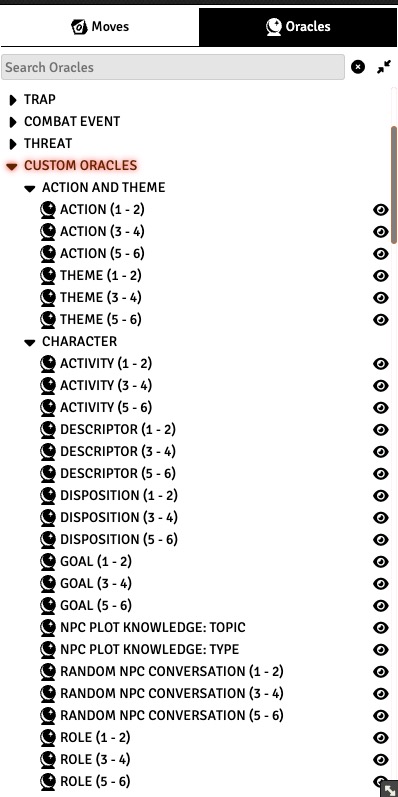 Moves
Oracles
Search Oracles
TRAP
COMBAT EVENT
THREAT
CUSTOM ORACLES
ACTION AND THEME
ACTION (1 - 2)
ACTION (3 - 4)
ACTION (5 - 6)
THEME (1 - 2)
THEME (3 - 4)
THEME (5 - 6)
CHARACTER
ACTIVITY (1 - 2)
ACTIVITY (3 - 4)
ACTIVITY (5 - 6)
DESCRIPTOR (1 - 2)
DESCRIPTOR (3 - 4)
DESCRIPTOR (5 - 6)
DISPOSITION (1 - 2)
DISPOSITION (3 - 4)
DISPOSITION (5 - 6)
GOAL (1 - 2)
GOAL (3 - 4)
GOAL (5 - 6)
NPC PLOT KNOWLEDGE: TOPIC
NPC PLOT KNOWLEDGE: TYPE
RANDOM NPC CONVERSATION (1 - 2)
RANDOM NPC CONVERSATION (3 - 4)
RANDOM NPC CONVERSATION (5 - 6)
ROLE (1 - 2)
ROLE (3 - 4)
ROLE (5 - 6)